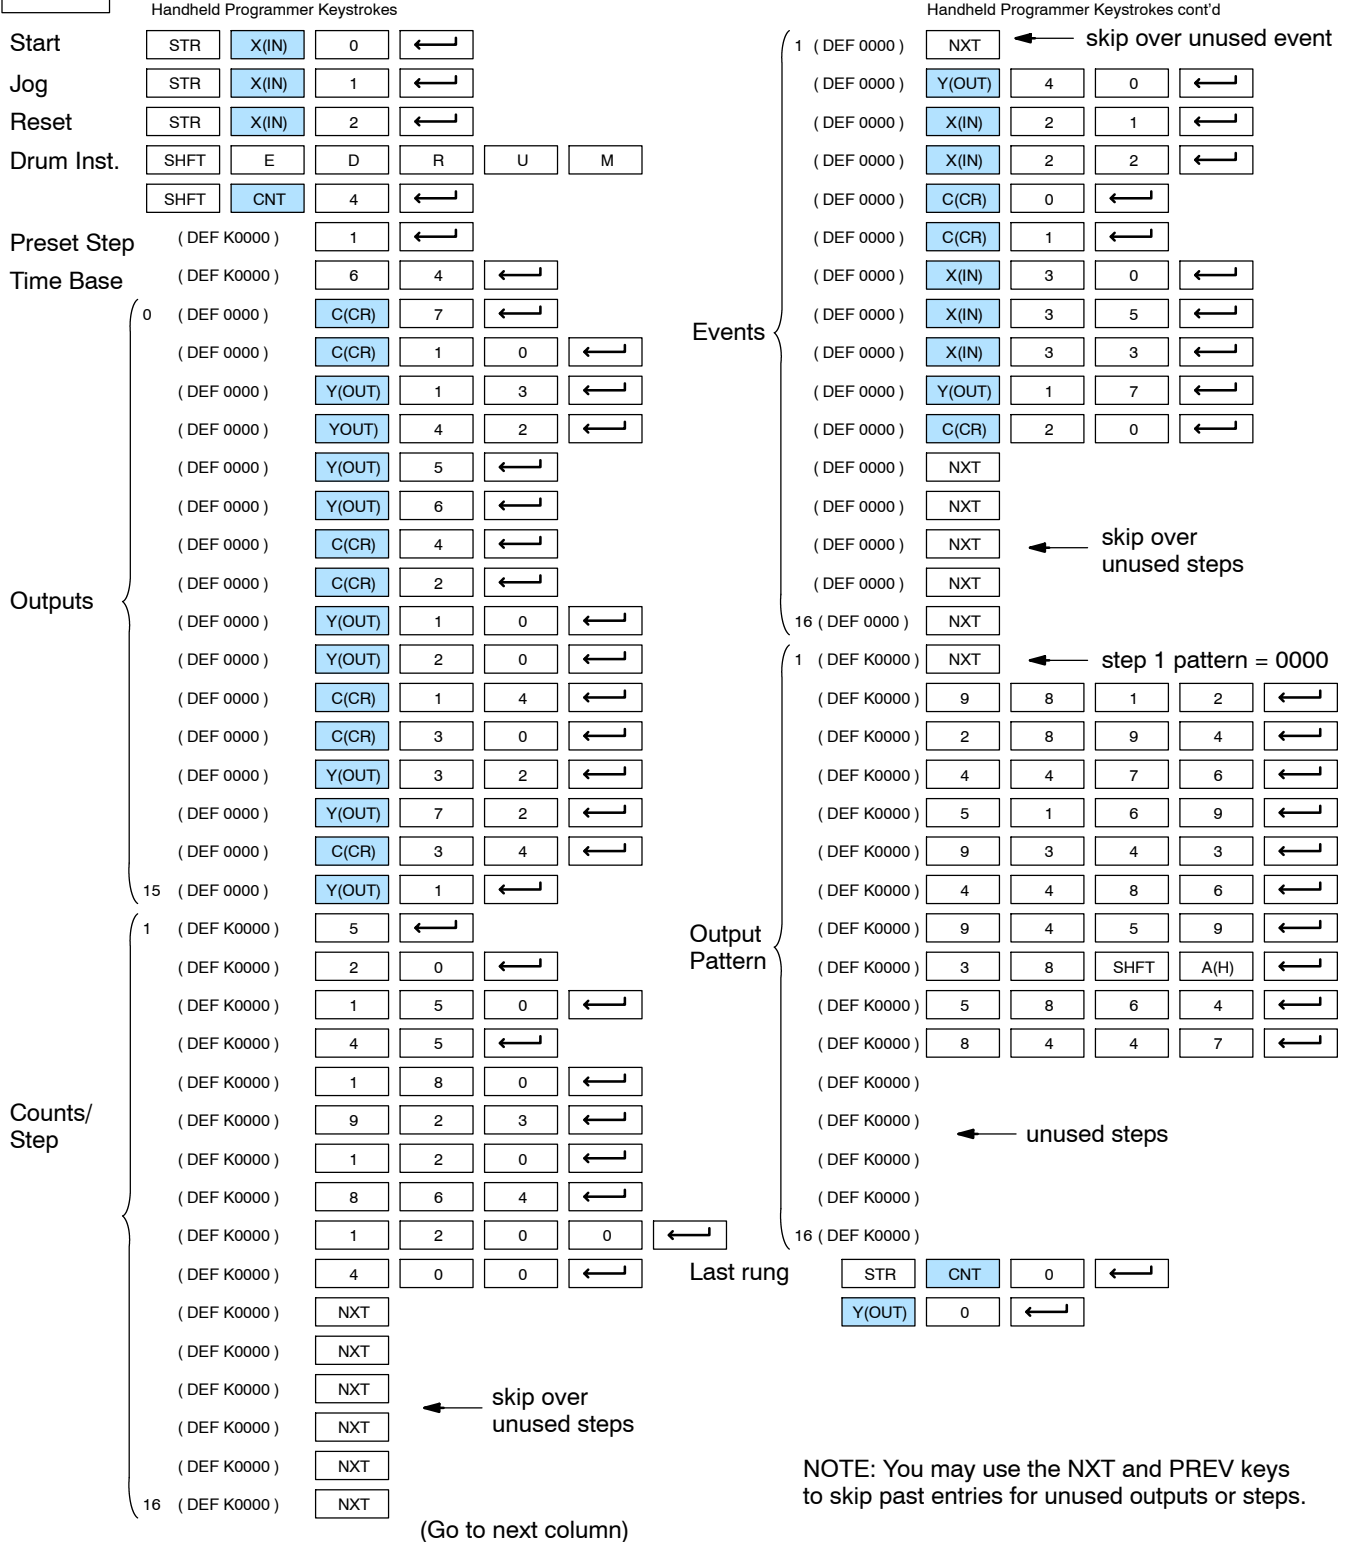 Handheld Programmer Keystrokes
Start STR X(IN) 0
Jog STR X(IN) 1
Reset STR X(IN) 2
Drum Inst. SHFT E D R U M
SHFT CNT 4
Preset Step ( DEF K0000 ) 1
Time Base ( DEF K0000 ) 6 4
Outputs
0 ( DEF 0000 ) C(CR) 7
( DEF 0000 ) C(CR) 1 0
( DEF 0000 ) Y(OUT) 1 3
( DEF 0000 ) YOUT) 4 2
( DEF 0000 ) Y(OUT) 5
( DEF 0000 ) Y(OUT) 6
( DEF 0000 ) C(CR) 4
( DEF 0000 ) C(CR) 2
( DEF 0000 ) Y(OUT) 1 0
( DEF 0000 ) Y(OUT) 2 0
( DEF 0000 ) C(CR) 1 4
( DEF 0000 ) C(CR) 3 0
( DEF 0000 ) Y(OUT) 3 2
( DEF 0000 ) Y(OUT) 7 2
( DEF 0000 ) C(CR) 3 4
15 ( DEF 0000 ) Y(OUT) 1
Counts/
Step
1 ( DEF K0000 ) 5
( DEF K0000 ) 2 0
( DEF K0000 ) 1 5 0
( DEF K0000 ) 4 5
( DEF K0000 ) 1 8 0
( DEF K0000 ) 9 2 3
( DEF K0000 ) 1 2 0
( DEF K0000 ) 8 6 4
( DEF K0000 ) 1 2 0 0
( DEF K0000 ) 4 0 0
( DEF K0000 ) NXT
( DEF K0000 ) NXT
( DEF K0000 ) NXT
( DEF K0000 ) NXT
( DEF K0000 ) NXT
16 ( DEF K0000 ) NXT
skip over
unused steps
(Go to next column)
Handheld Programmer Keystrokes cont'd
Events
1 ( DEF 0000 ) NXT skip over unused event
( DEF 0000 ) Y(OUT) 4 0
( DEF 0000 ) X(IN) 2 1
( DEF 0000 ) X(IN) 2 2
( DEF 0000 ) C(CR) 0
( DEF 0000 ) C(CR) 1
( DEF 0000 ) X(IN) 3 0
( DEF 0000 ) X(IN) 3 5
( DEF 0000 ) X(IN) 3 3
( DEF 0000 ) Y(OUT) 1 7
( DEF 0000 ) C(CR) 2 0
( DEF 0000 ) NXT
( DEF 0000 ) NXT
( DEF 0000 ) NXT
( DEF 0000 ) NXT
16 ( DEF 0000 ) NXT
skip over
unused steps
Output
Pattern
1 ( DEF K0000 ) NXT step 1 pattern = 0000
( DEF K0000 ) 9 8 1 2
( DEF K0000 ) 2 8 9 4
( DEF K0000 ) 4 4 7 6
( DEF K0000 ) 5 1 6 9
( DEF K0000 ) 9 3 4 3
( DEF K0000 ) 4 4 8 6
( DEF K0000 ) 9 4 5 9
( DEF K0000 ) 3 8 SHFT A(H)
( DEF K0000 ) 5 8 6 4
( DEF K0000 ) 8 4 4 7
( DEF K0000 )
( DEF K0000 )
( DEF K0000 )
( DEF K0000 )
16 ( DEF K0000 )
unused steps
Last rung STR CNT 0
Y(OUT) 0
NOTE: You may use the NXT and PREV keys
to skip past entries for unused outputs or steps.